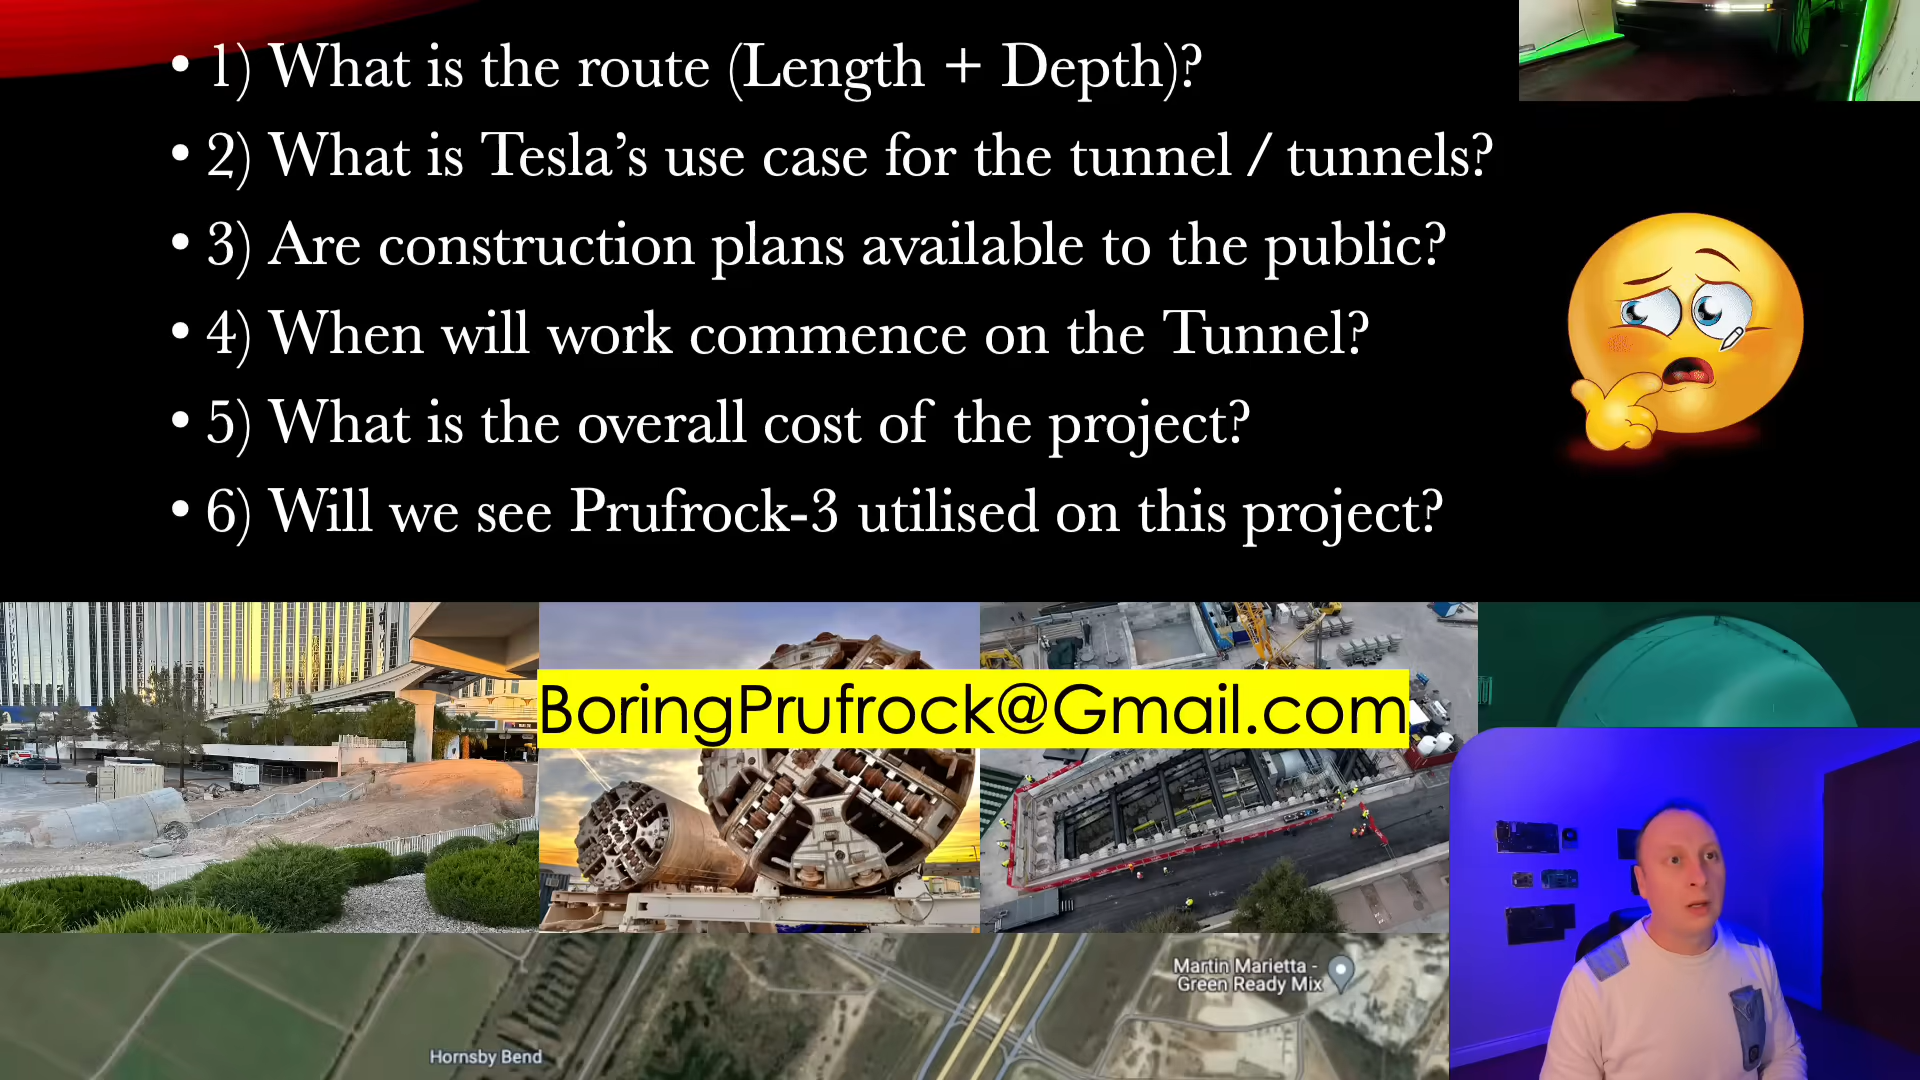 • 1) What is the route (Length + Depth)?
• 2) What is Tesla’s use case for the tunnel / tunnels?
• 3) Are construction plans available to the public?
• 4) When will work commence on the Tunnel?
• 5) What is the overall cost of the project?
• 6) Will we see Prufrock-3 utilised on this project?
BoringPrufrock@Gmail.com
Martin Marietta -
Green Ready Mix
Hornsby Bend